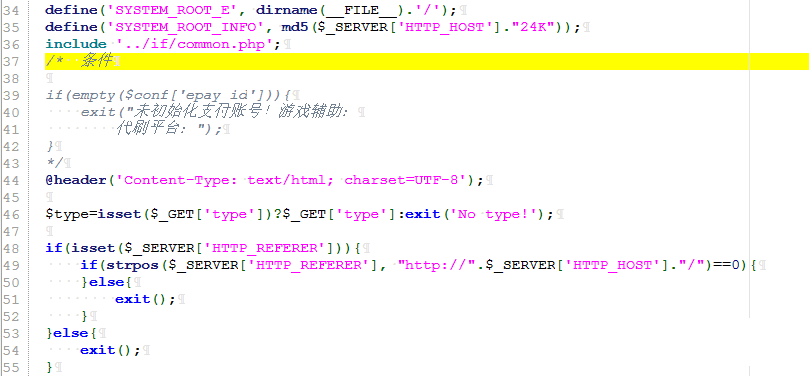 34 define('SYSTEM_ROOT_E', dirname(__FILE__).'/');
35 define('SYSTEM_ROOT_INFO', md5($_SERVER['HTTP_HOST']."24K"));
36 include '../if/common.php';
37 /*  条件
38
39 if(empty($conf['epay_id'])){
40     exit("未初始化支付账号！游戏辅助：
41         代刷平台：");
42 }
43 */
44 @header('Content-Type: text/html; charset=UTF-8');
45
46 $type=isset($_GET['type'])?$_GET['type']:exit('No type!');
47
48 if(isset($_SERVER['HTTP_REFERER'])){
49     if(strpos($_SERVER['HTTP_REFERER'], "http://".$_SERVER['HTTP_HOST']."/")==0){
50     }else{
51         exit();
52     }
53 }else{
54     exit();
55 }